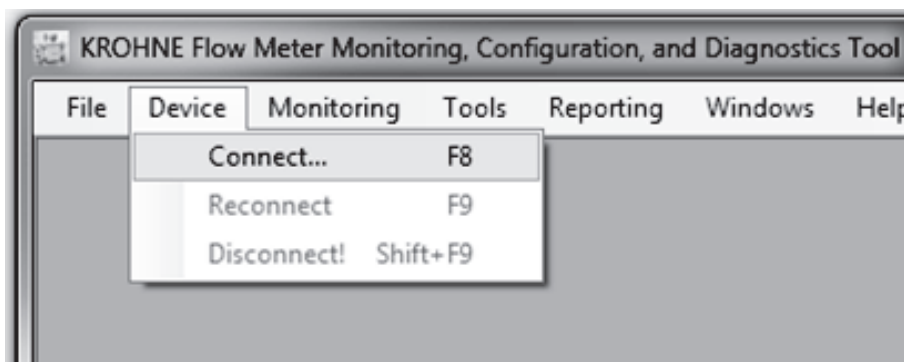 KROHNE Flow Meter Monitoring, Configuration, and Diagnostics Tool
File Device Monitoring Tools Reporting Windows Help
Connect... F8
Reconnect F9
Disconnect! Shift+F9